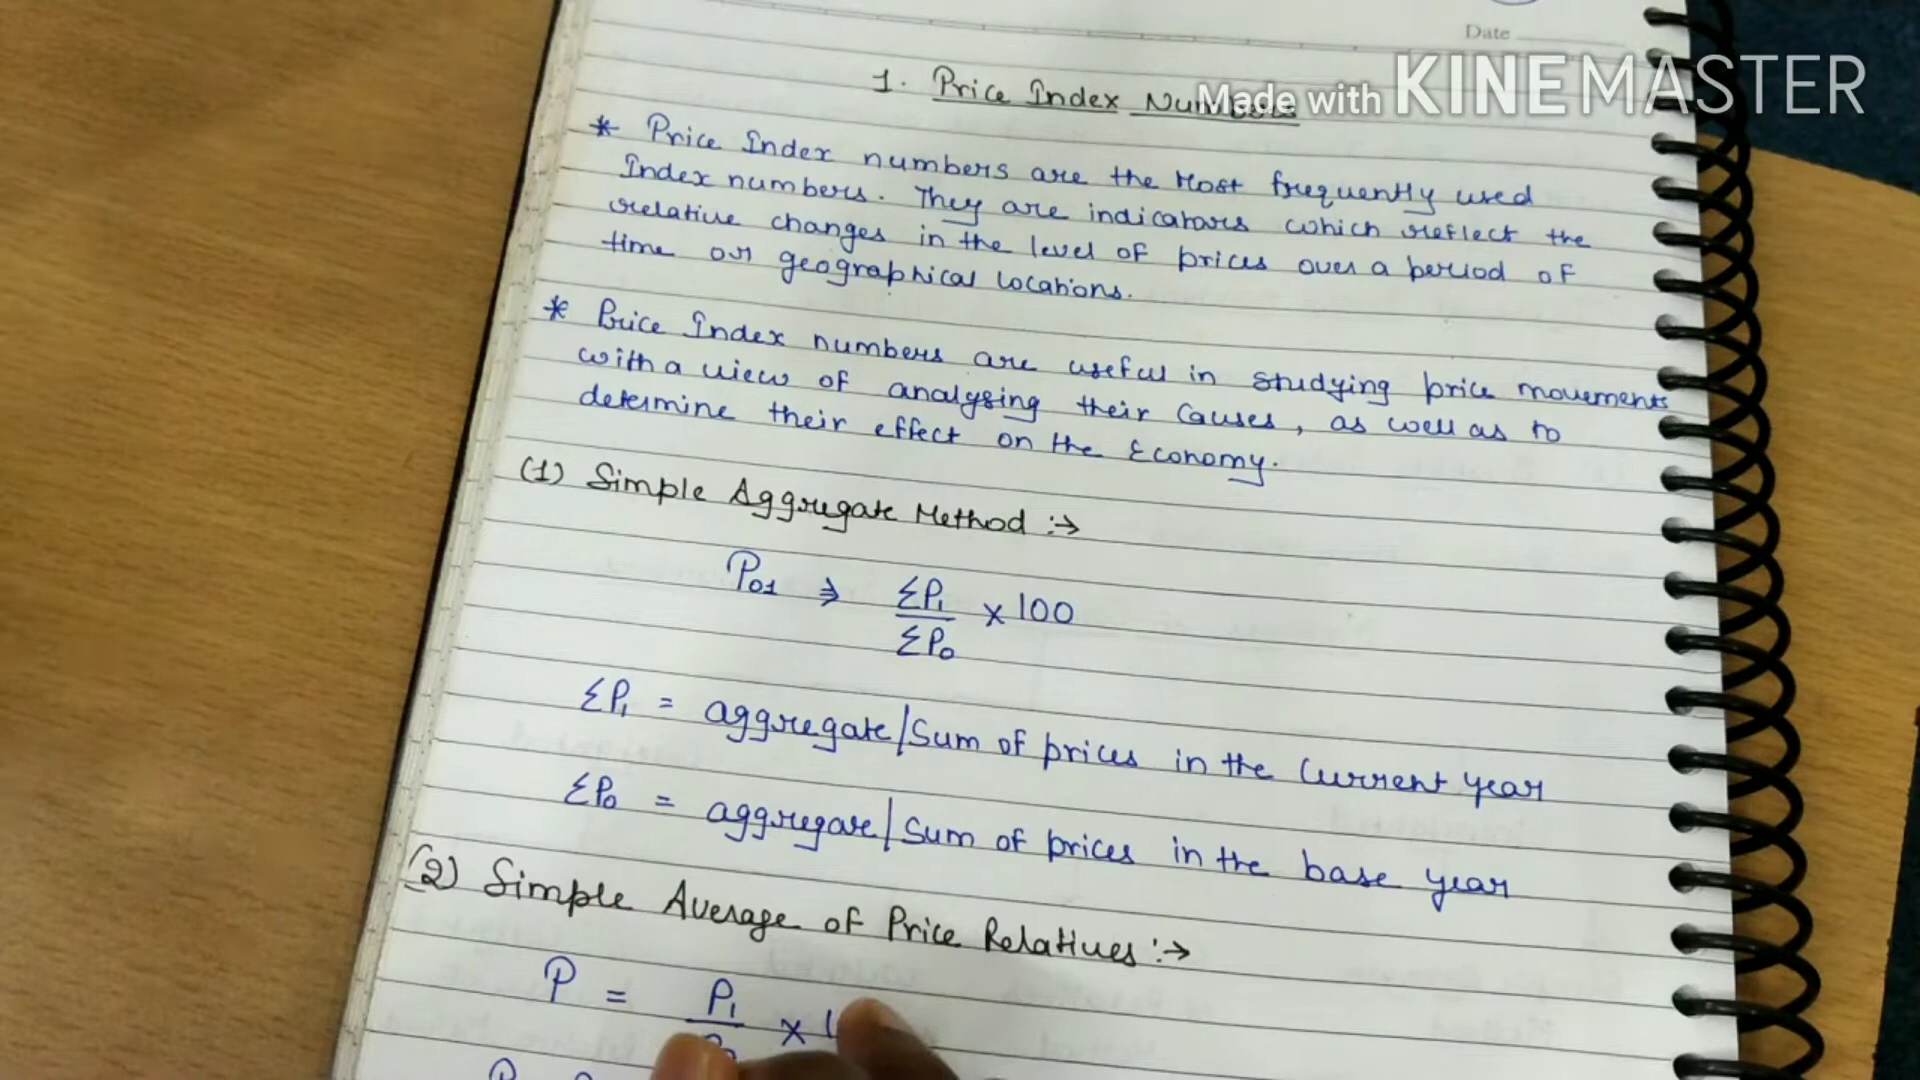 Date
Made with KINEMASTER
1. Price Index Numbers
* Price Index numbers are the Most frequently used
Index numbers. They are indicators which reflect the
relative changes in the level of prices over a period of
time or geographical locations.
* Price Index numbers are useful in studying price movements
with a view of analysing their Causes, as well as to
determine their effect on the Economy.
(1) Simple Aggregate Method :→
P01 ⇒ ΣP1 / ΣP0 × 100
ΣP1 = aggregate/Sum of prices in the Current year
ΣP0 = aggregate/Sum of prices in the base year
(2) Simple Average of Price Relatives :→
P = P1 ×